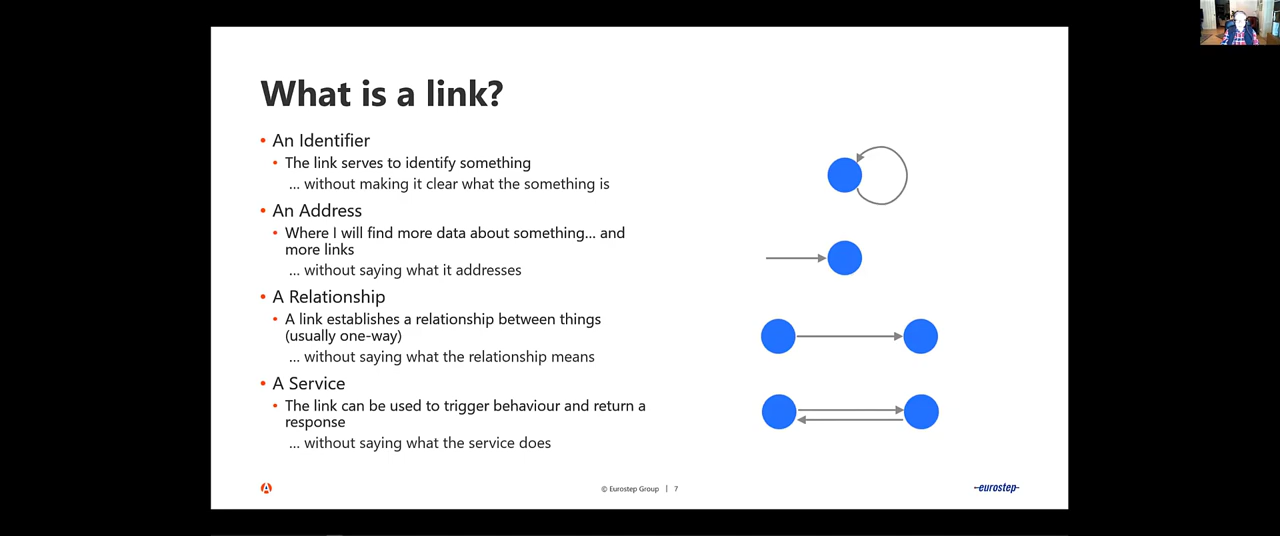 What is a link?
• An Identifier
• The link serves to identify something
... without making it clear what the something is
• An Address
• Where I will find more data about something... and
more links
... without saying what it addresses
• A Relationship
• A link establishes a relationship between things
(usually one-way)
... without saying what the relationship means
• A Service
• The link can be used to trigger behaviour and return a
response
... without saying what the service does
© Eurostep Group | 7
eurostep